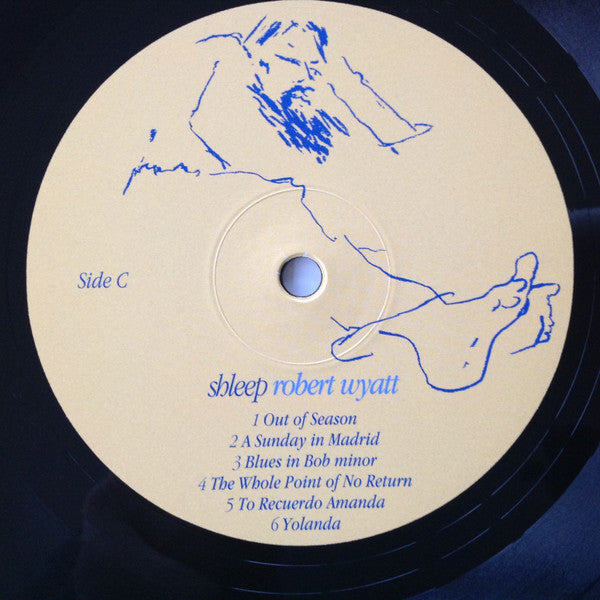 Side C
shleep robert wyatt
1 Out of Season
2 A Sunday in Madrid
3 Blues in Bob minor
4 The Whole Point of No Return
5 To Recuerdo Amanda
6 Yolanda